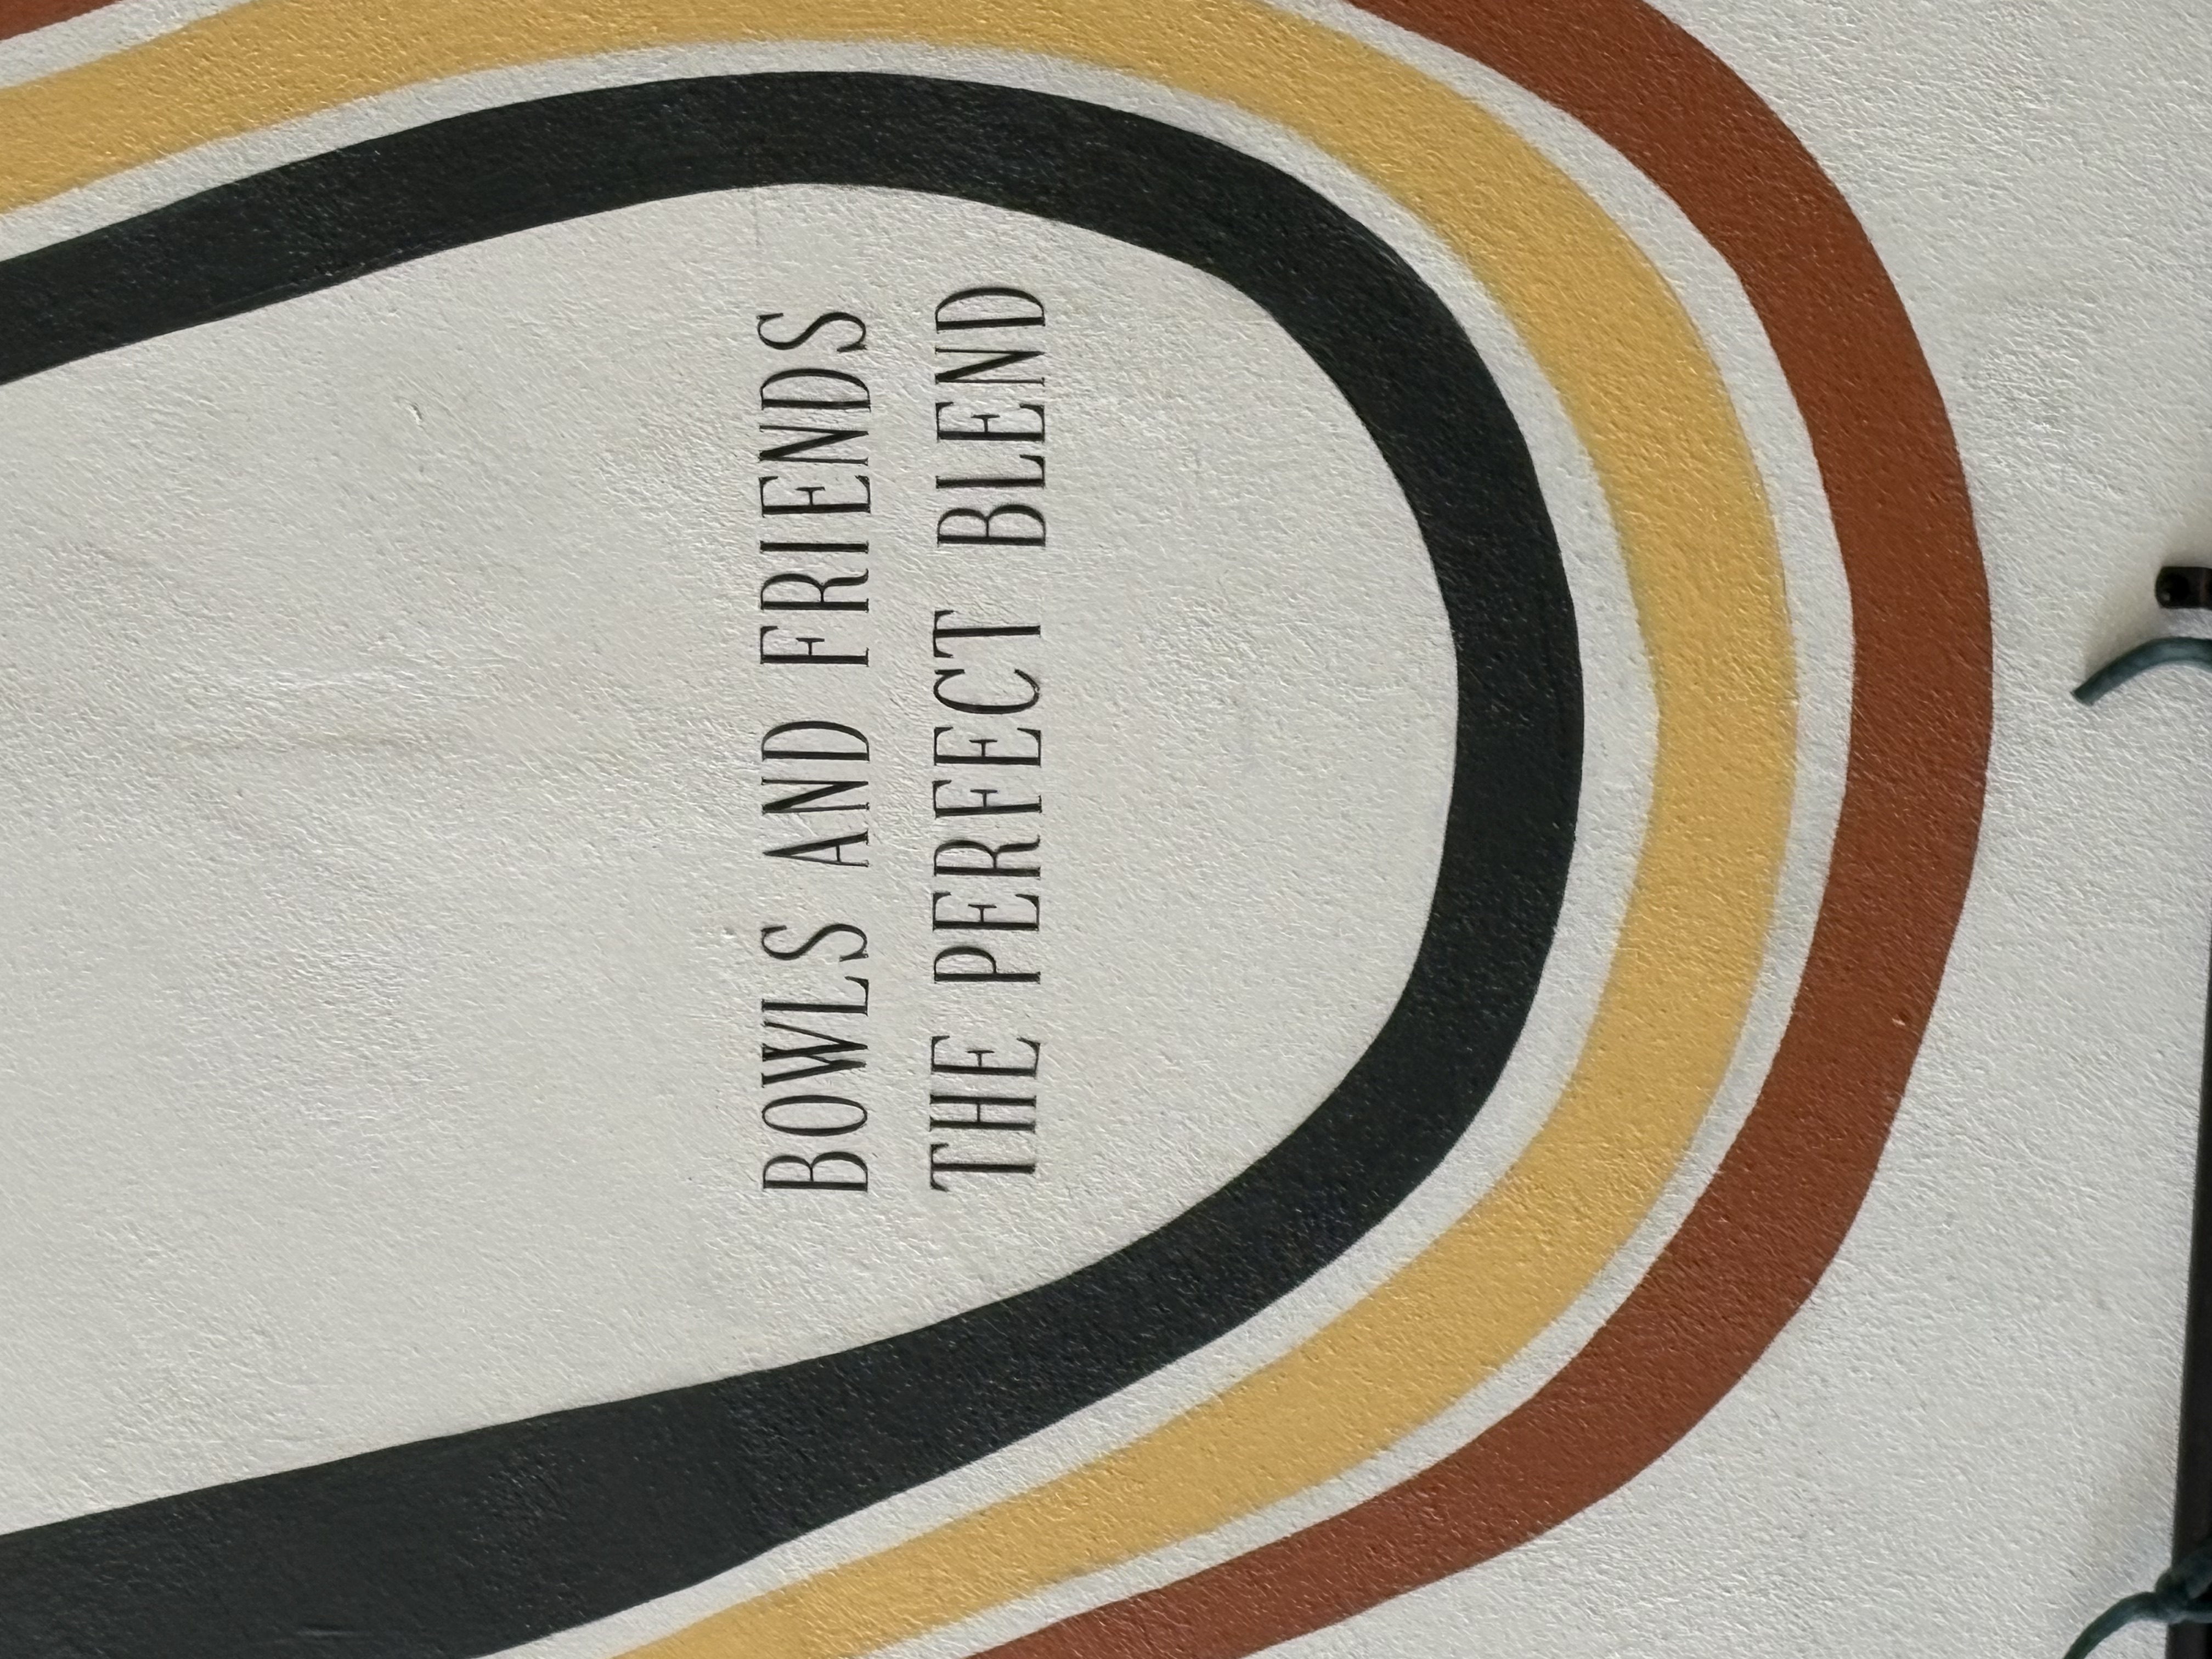 BOWLS AND FRIENDS
THE PERFECT BLEND